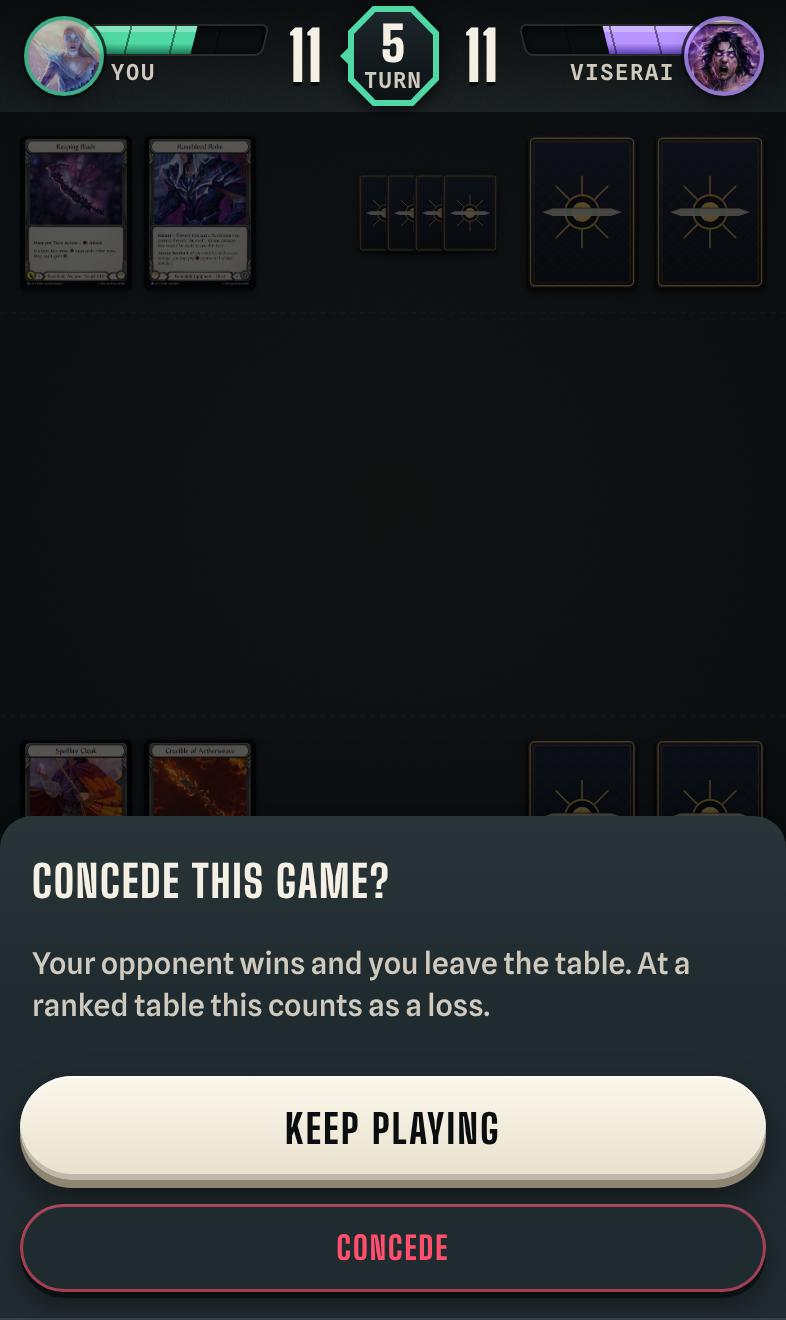 11
5
TURN
11
YOU
VISERAI
Reaping Blade
Runebleed Robe
Spellfire Cloak
Crucible of Aetherweave
CONCEDE THIS GAME?
Your opponent wins and you leave the table. At a
ranked table this counts as a loss.
KEEP PLAYING
CONCEDE